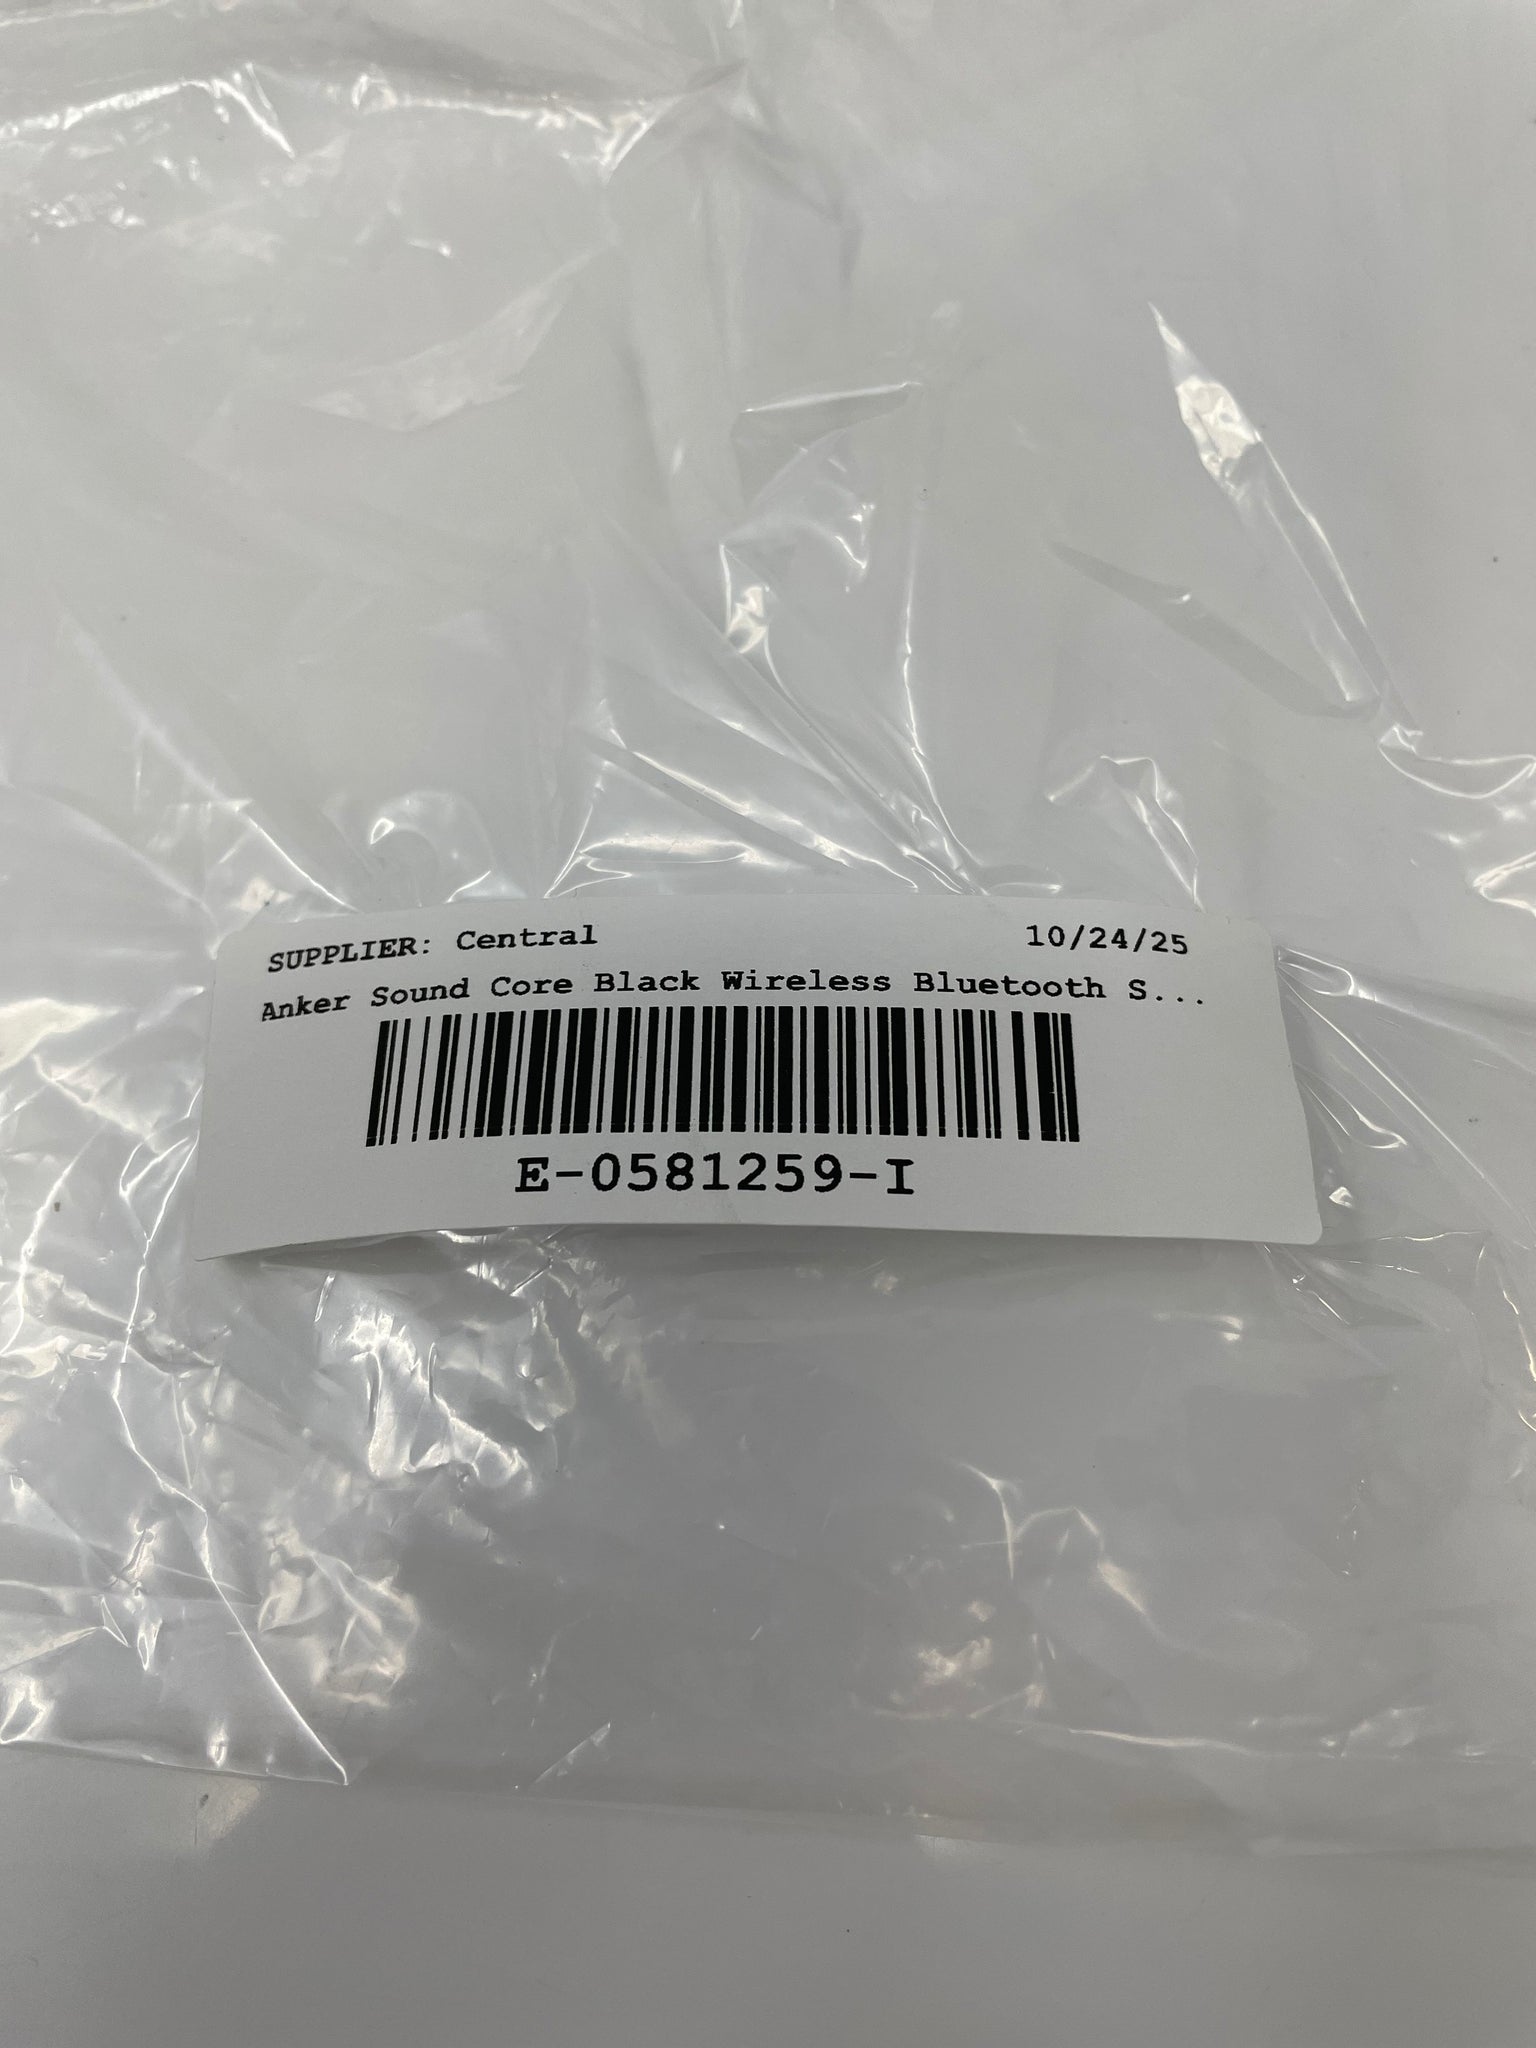 SUPPLIER: Central 10/24/25
Anker Sound Core Black Wireless Bluetooth S...
E-0581259-I